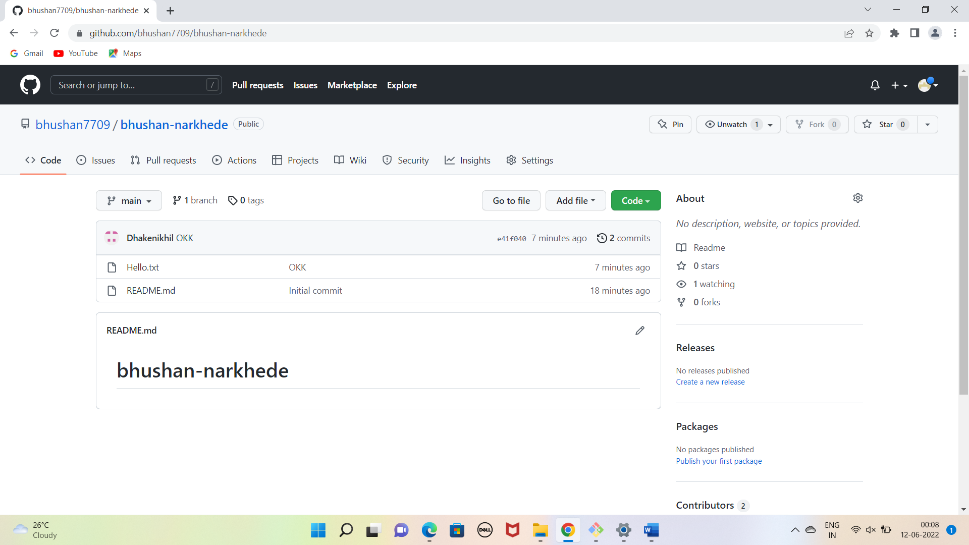 bhushan7709/bhushan-narkhede
github.com/bhushan7709/bhushan-narkhede
Gmail YouTube Maps
Search or jump to... / Pull requests Issues Marketplace Explore
bhushan7709 / bhushan-narkhede Public
Pin Unwatch 1 Fork 0 Star 0
Code Issues Pull requests Actions Projects Wiki Security Insights Settings
main 1 branch 0 tags Go to file Add file Code
Dhakenikhil OKK e41f040 7 minutes ago 2 commits
Hello.txt OKK 7 minutes ago
README.md Initial commit 18 minutes ago
README.md
bhushan-narkhede
About
No description, website, or topics provided.
Readme
0 stars
1 watching
0 forks
Releases
No releases published
Create a new release
Packages
No packages published
Publish your first package
Contributors 2
26°C
Cloudy
DELL
W
ENG
IN
00:08
12-06-2022
1